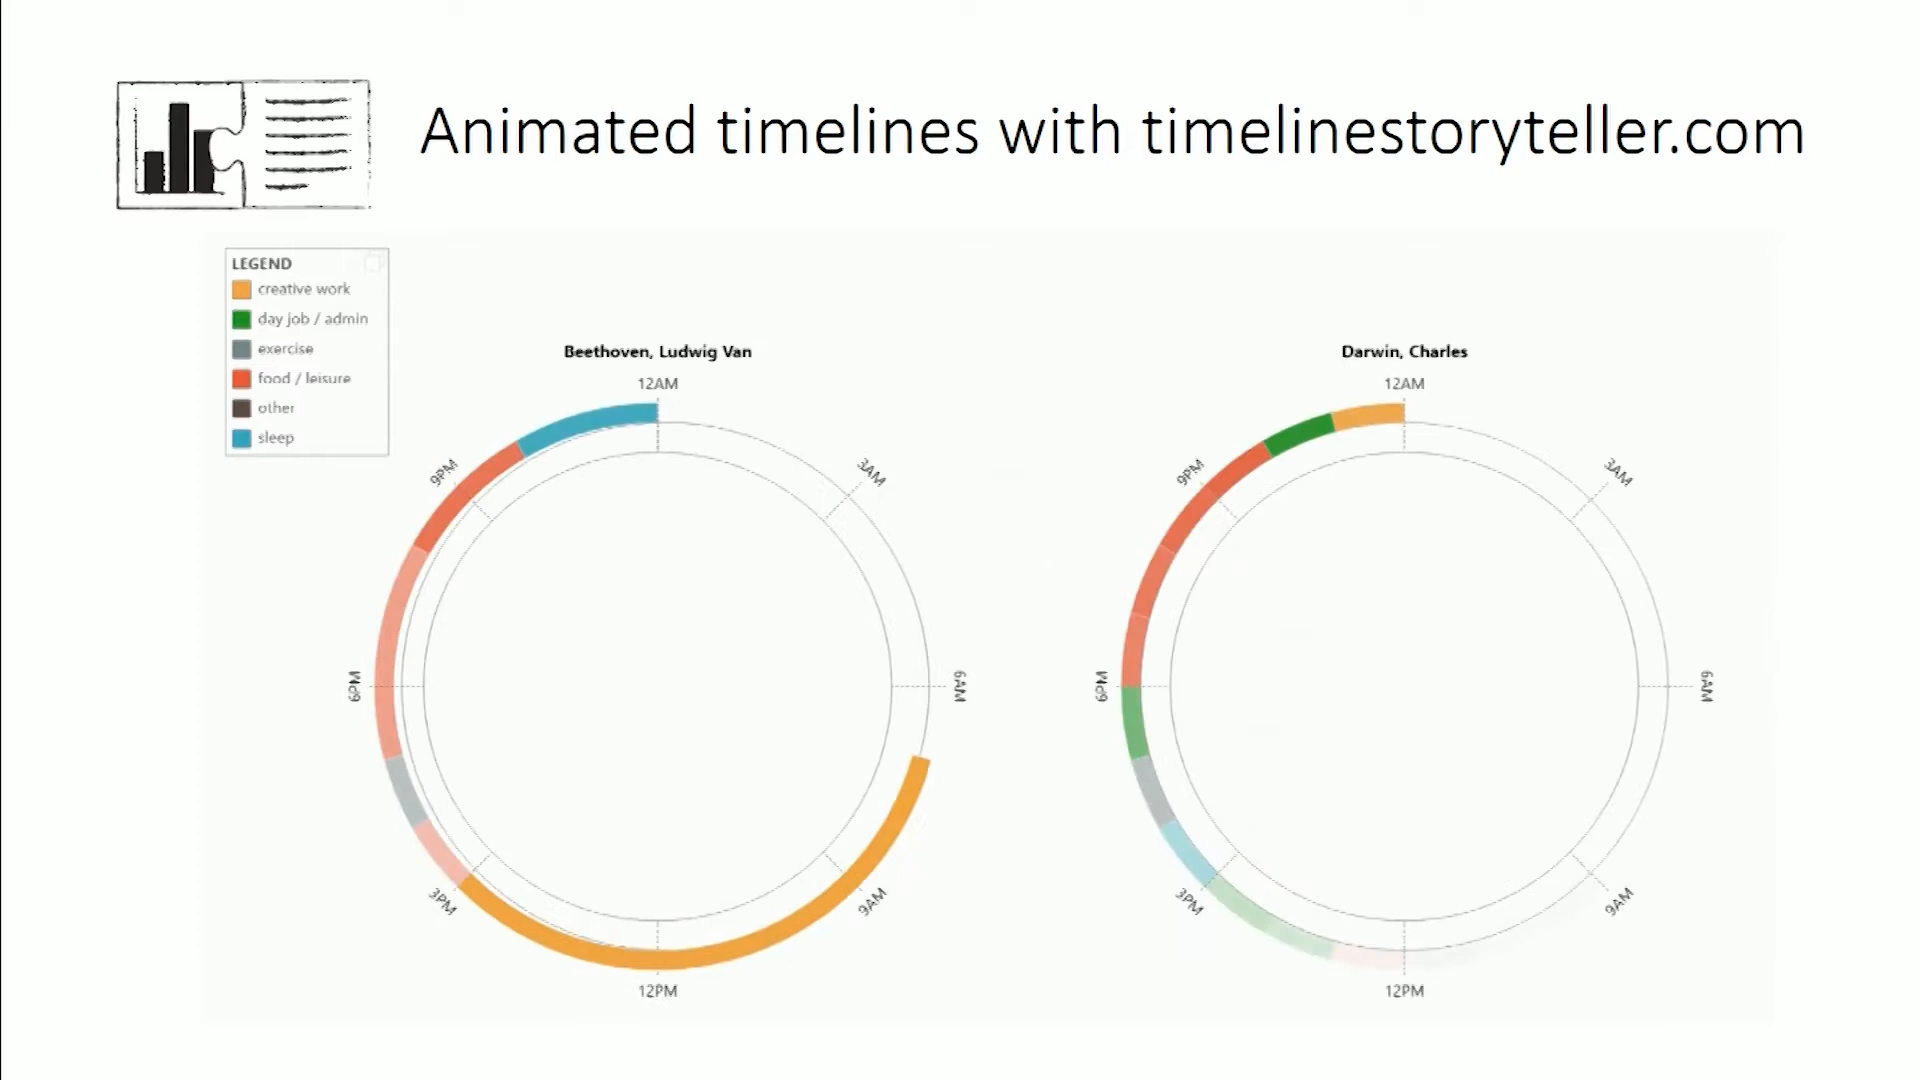 Animated timelines with timelinestoryteller.com
LEGEND
creative work
day job / admin
exercise
food / leisure
other
sleep
Beethoven, Ludwig Van
12AM
3AM
6AM
9AM
12PM
3PM
6PM
9PM
Darwin, Charles
12AM
3AM
6AM
9AM
12PM
3PM
6PM
9PM